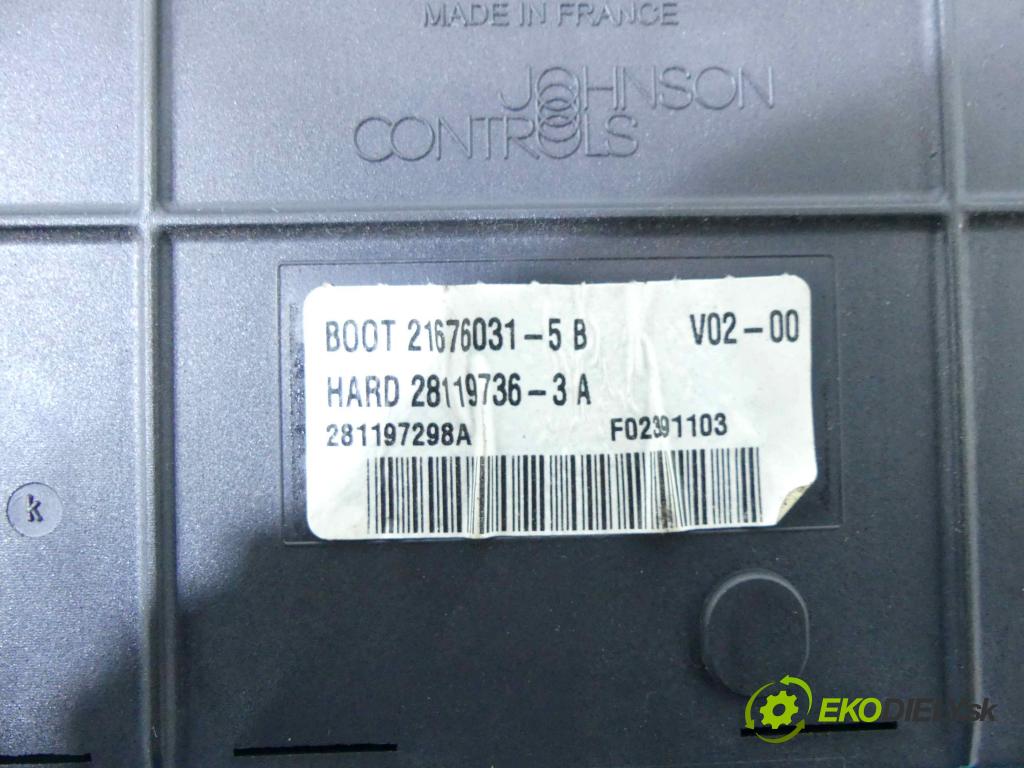 MADE IN FRANCE
JOHNSON
CONTROLS
BOOT 21676031-5 B V02-00
HARD 28119736-3 A
281197298A F02391103
k
EKODIELY.sk